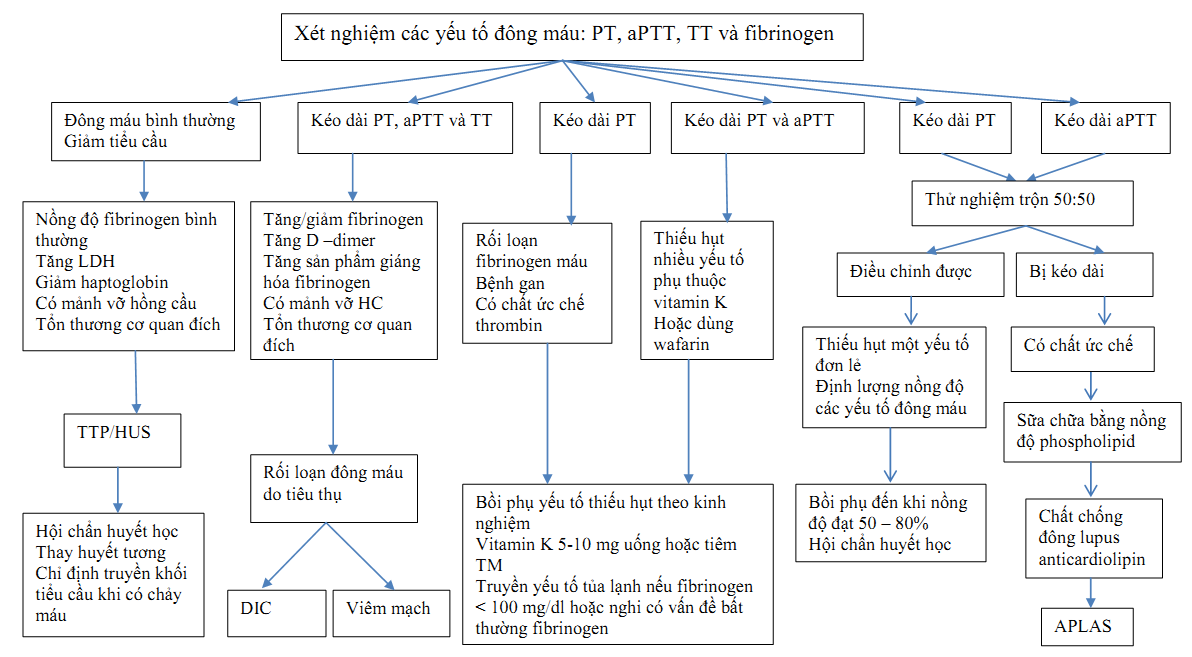 Xét nghiệm các yếu tố đông máu: PT, aPTT, TT và fibrinogen
Đông máu bình thường
Giảm tiểu cầu
Kéo dài PT, aPTT và TT
Kéo dài PT
Kéo dài PT và aPTT
Kéo dài PT
Kéo dài aPTT
Thử nghiệm trộn 50:50
Nồng độ fibrinogen bình
thường
Tăng LDH
Giảm haptoglobin
Có mảnh vỡ hồng cầu
Tổn thương cơ quan đích
Tăng/giảm fibrinogen
Tăng D –dimer
Tăng sản phẩm giáng
hóa fibrinogen
Có mảnh vỡ HC
Tổn thương cơ quan
đích
Rối loạn
fibrinogen máu
Bệnh gan
Có chất ức chế
thrombin
Thiếu hụt
nhiều yếu tố
phụ thuộc
vitamin K
Hoặc dùng
wafarin
Điều chỉnh được
Bị kéo dài
Thiếu hụt một yếu tố
đơn lẻ
Định lượng nồng độ
các yếu tố đông máu
Có chất ức chế
TTP/HUS
Rối loạn đông máu
do tiêu thụ
Sữa chữa bằng nồng
độ phospholipid
Hội chẩn huyết học
Thay huyết tương
Chỉ định truyền khối
tiểu cầu khi có chảy
máu
DIC
Viêm mạch
Bồi phụ yếu tố thiếu hụt theo kinh
nghiệm
Vitamin K 5-10 mg uống hoặc tiêm
TM
Truyền yếu tố tủa lạnh nếu fibrinogen
< 100 mg/dl hoặc nghi có vấn đề bất
thường fibrinogen
Bồi phụ đến khi nồng
độ đạt 50 – 80%
Hội chẩn huyết học
Chất chống
đông lupus
anticardiolipin
APLAS